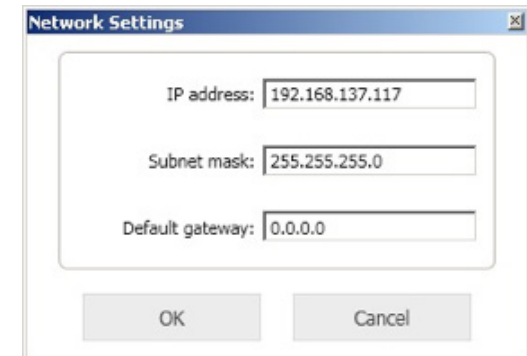 Network Settings
IP address: 192.168.137.117
Subnet mask: 255.255.255.0
Default gateway: 0.0.0.0
OK Cancel